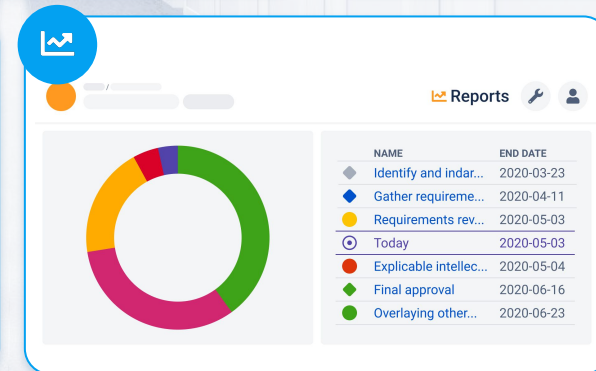 /
Reports
NAME END DATE
Identify and indar... 2020-03-23
Gather requireme... 2020-04-11
Requirements rev... 2020-05-03
Today 2020-05-03
Explicable intellec... 2020-05-04
Final approval 2020-06-16
Overlaying other... 2020-06-23